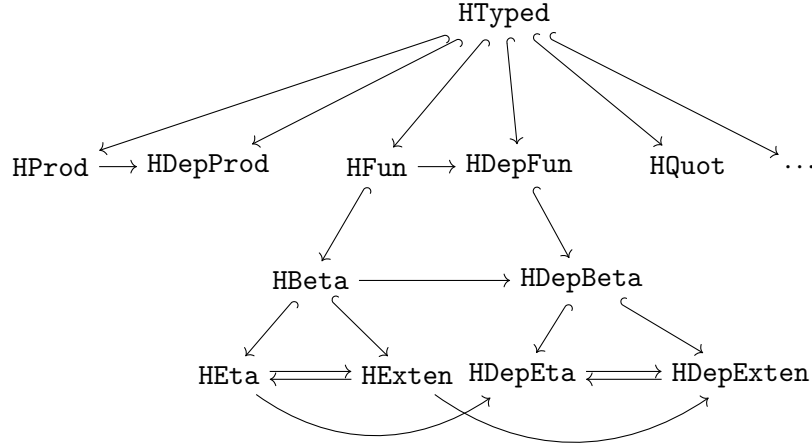 HTyped
HProd HDepProd HFun HDepFun HQuot ...
HBeta HDepBeta
HEta HExten HDepEta HDepExten